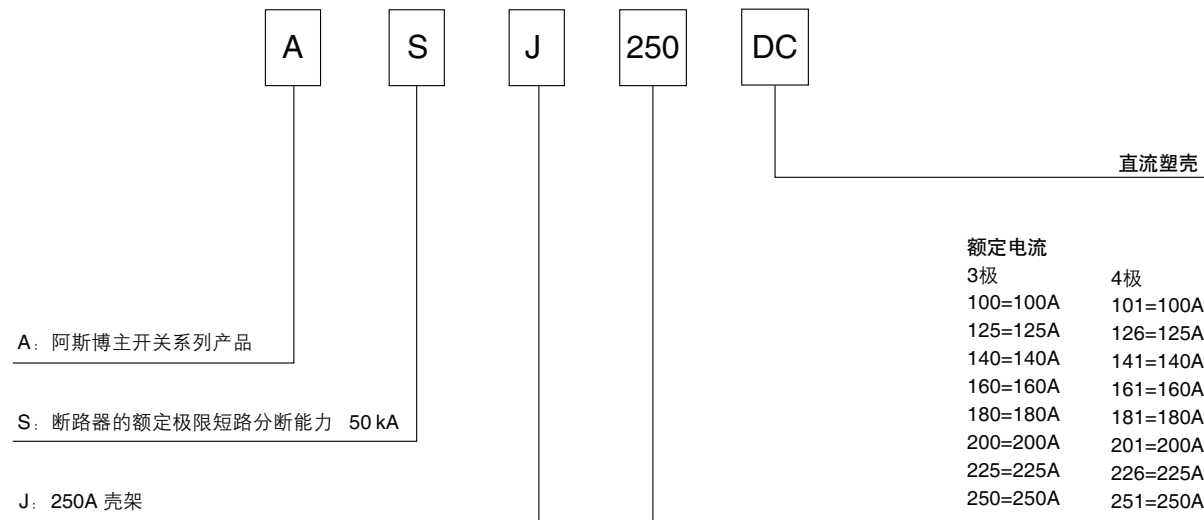 A S J 250 DC
直流塑壳
额定电流
3极 4极
100=100A 101=100A
125=125A 126=125A
140=140A 141=140A
160=160A 161=160A
180=180A 181=180A
200=200A 201=200A
225=225A 226=225A
250=250A 251=250A
A：阿斯博主开关系列产品
S：断路器的额定极限短路分断能力 50 kA
J：250A 壳架